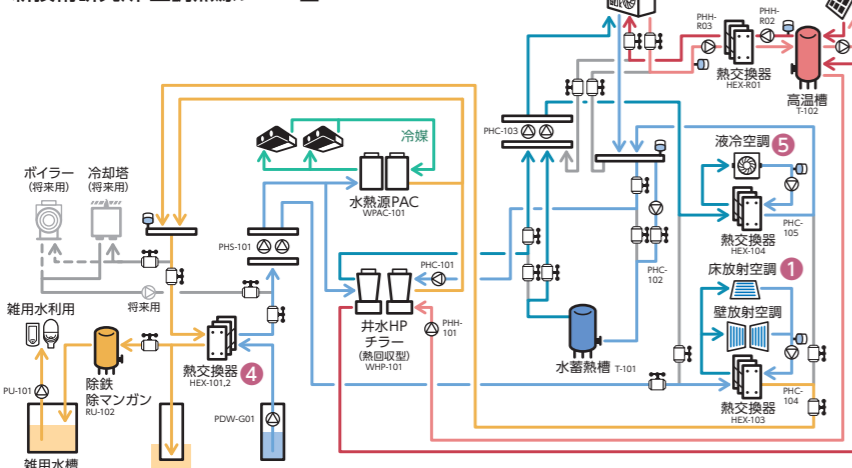 PHH-
R03
PHH-
R02
熱交換器
HEX-R01
高温槽
T-102
冷媒
PHC-103
液冷空調 5
ボイラー
(将来用)
冷却塔
(将来用)
水熱源PAC
WPAC-101
熱交換器
HEX-104
PHC-
105
PHS-101
PHC-101
PHC-
102
床放射空調 1
壁放射空調
将来用
雑用水利用
井水HP
チラー
(熱回収型)
WHP-101
PHH-
101
水蓄熱槽 T-101
熱交換器 4
HEX-101,2
除鉄
除マンガン
RU-102
PU-101
PDW-G01
熱交換器
HEX-103
PHC-
104
雑用水槽